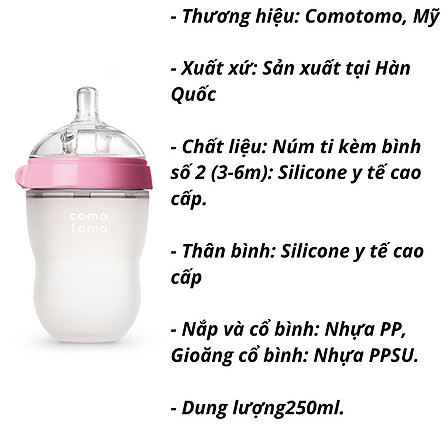 - Thương hiệu: Comotomo, Mỹ
- Xuất xứ: Sản xuất tại Hàn
Quốc
- Chất liệu: Núm ti kèm bình
số 2 (3-6m): Silicone y tế cao
cấp.
como
tomo
- Thân bình: Silicone y tế cao
cấp
- Nắp và cổ bình: Nhựa PP,
Gioăng cổ bình: Nhựa PPSU.
- Dung lượng250ml.